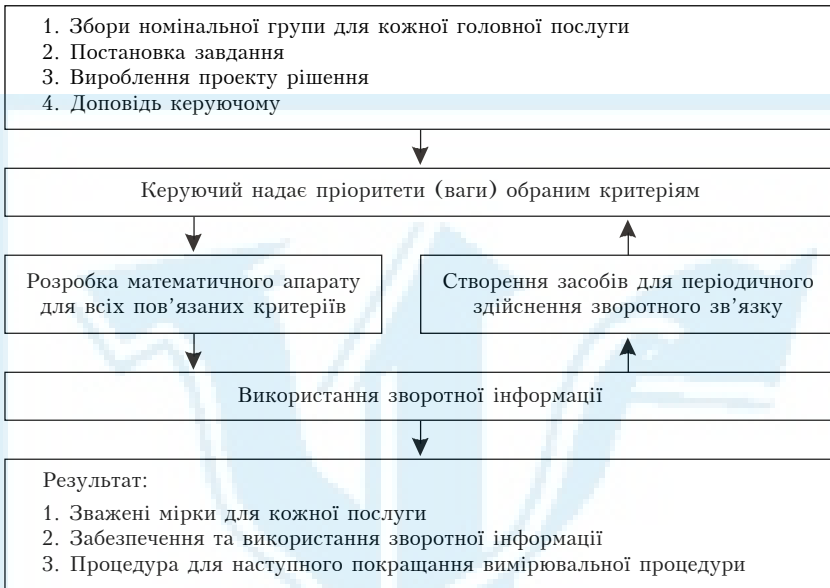 1. Збори номінальної групи для кожної головної послуги
2. Постановка завдання
3. Вироблення проекту рішення
4. Доповідь керуючому
Керуючий надає пріоритети (ваги) обраним критеріям
Розробка математичного апарату
для всіх пов’язаних критеріїв
Створення засобів для періодичного
здійснення зворотного зв’язку
Використання зворотної інформації
Результат:
1. Зважені мірки для кожної послуги
2. Забезпечення та використання зворотної інформації
3. Процедура для наступного покращання вимірювальної процедури